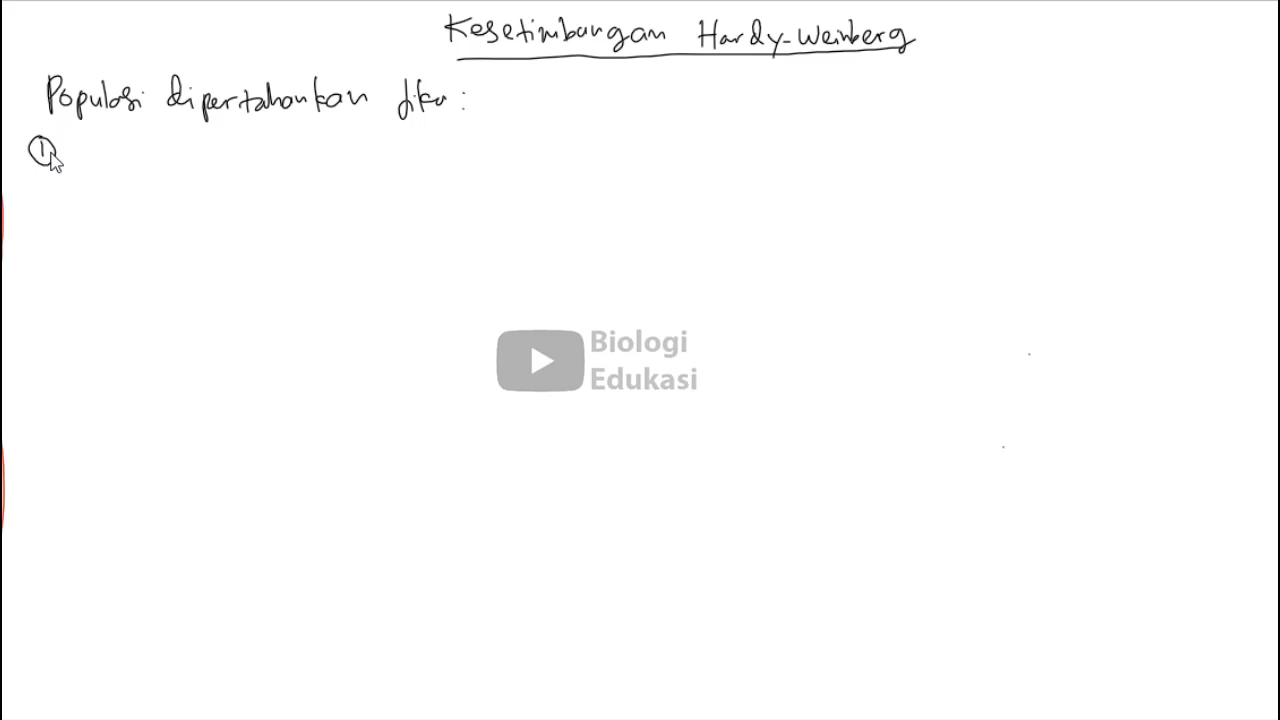 Kesetimbangan Hardy-Weinberg
Populasi dipertahankan jika :
①
Biologi
Edukasi